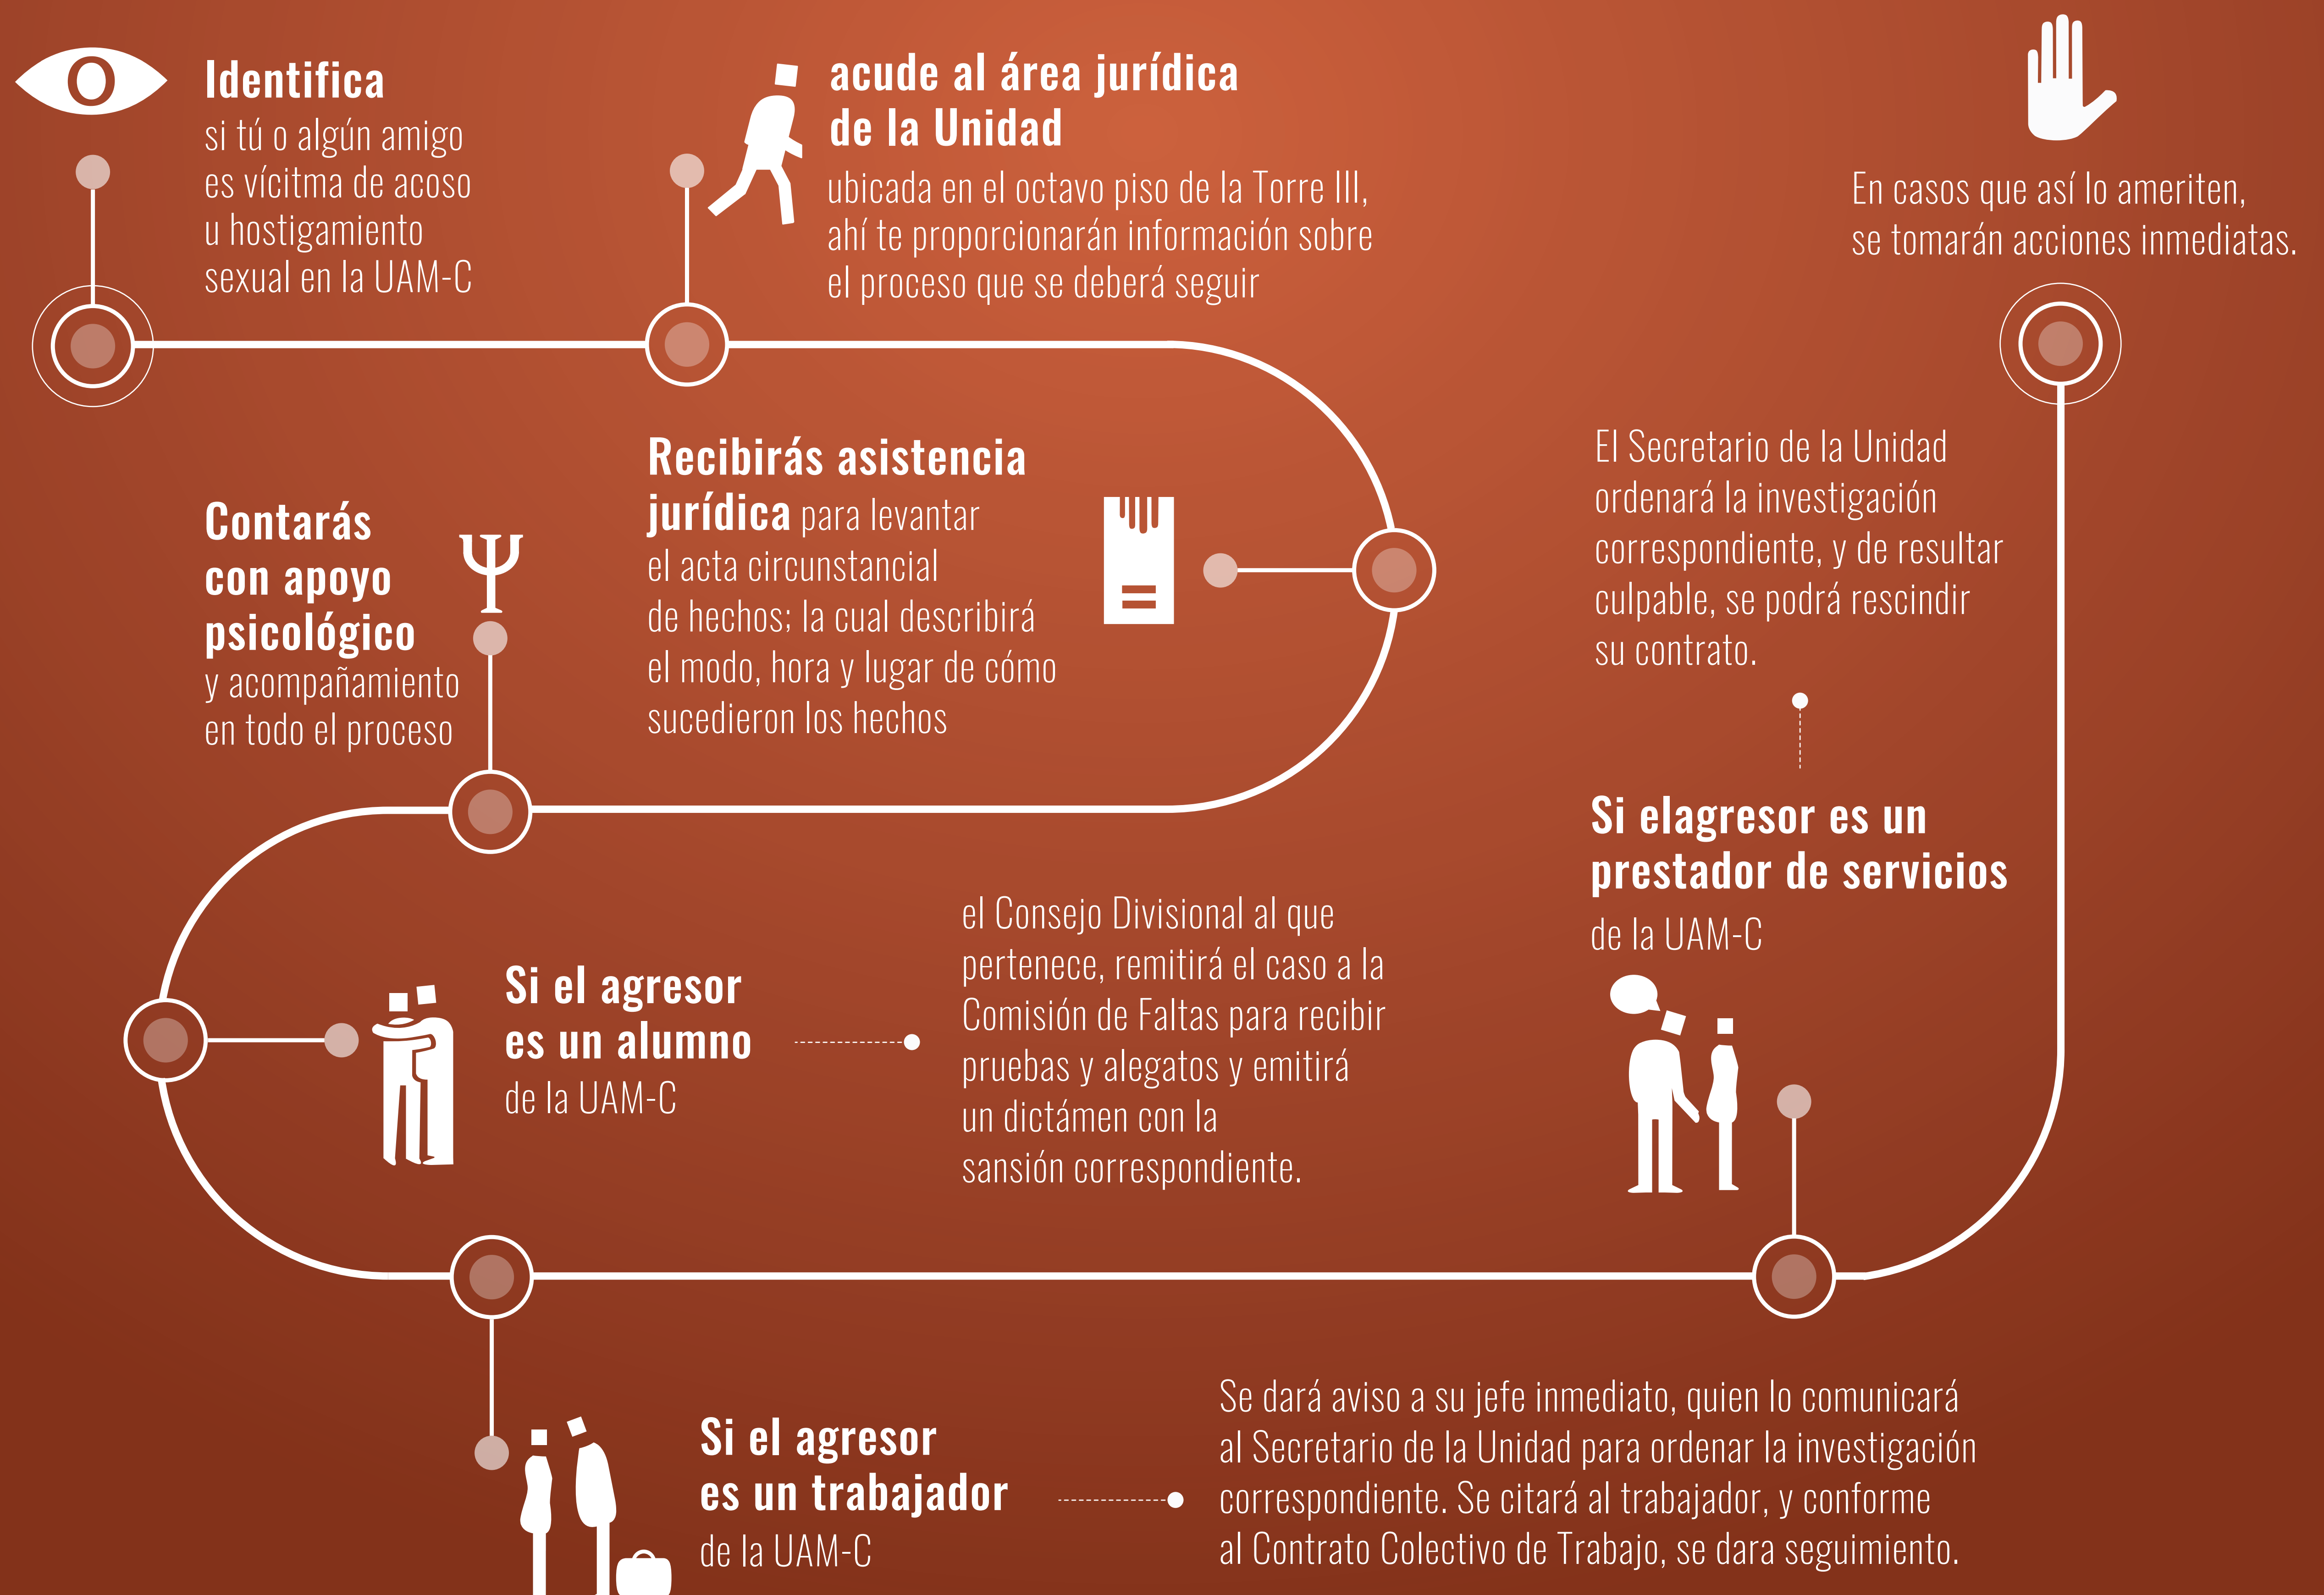 Identifica
si tú o algún amigo
es vícitma de acoso
u hostigamiento
sexual en la UAM-C
acude al área jurídica
de la Unidad
ubicada en el octavo piso de la Torre III,
ahí te proporcionarán información sobre
el proceso que se deberá seguir
Recibirás asistencia
jurídica para levantar
el acta circunstancial
de hechos; la cual describirá
el modo, hora y lugar de cómo
sucedieron los hechos
Contarás
con apoyo
psicológico
y acompañamiento
en todo el proceso
Ψ
Si el agresor
es un alumno
de la UAM-C
el Consejo Divisional al que
pertenece, remitirá el caso a la
Comisión de Faltas para recibir
pruebas y alegatos y emitirá
un dictámen con la
sansión correspondiente.
Si el agresor
es un trabajador
de la UAM-C
Se dará aviso a su jefe inmediato, quien lo comunicará
al Secretario de la Unidad para ordenar la investigación
correspondiente. Se citará al trabajador, y conforme
al Contrato Colectivo de Trabajo, se dara seguimiento.
Si elagresor es un
prestador de servicios
de la UAM-C
El Secretario de la Unidad
ordenará la investigación
correspondiente, y de resultar
culpable, se podrá rescindir
su contrato.
En casos que así lo ameriten,
se tomarán acciones inmediatas.